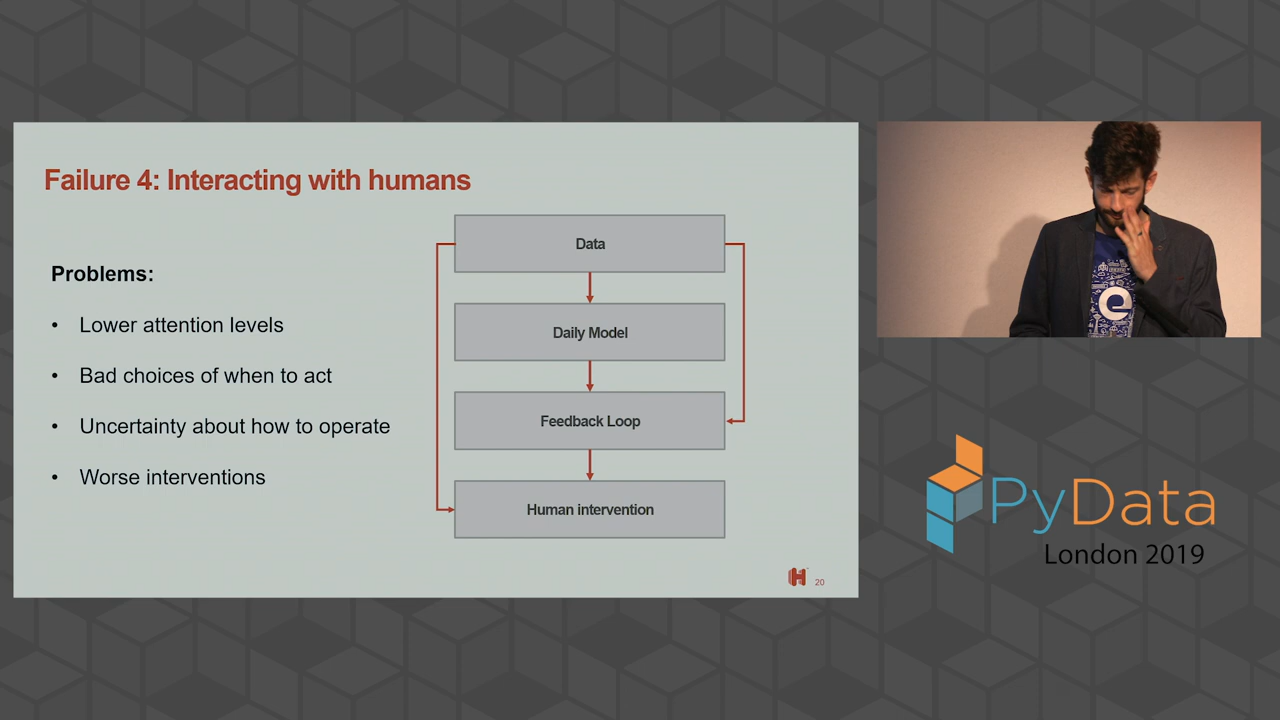 Failure 4: Interacting with humans
Problems:
• Lower attention levels
• Bad choices of when to act
• Uncertainty about how to operate
• Worse interventions
Data
Daily Model
Feedback Loop
Human intervention
H
20
e
PyData
London 2019